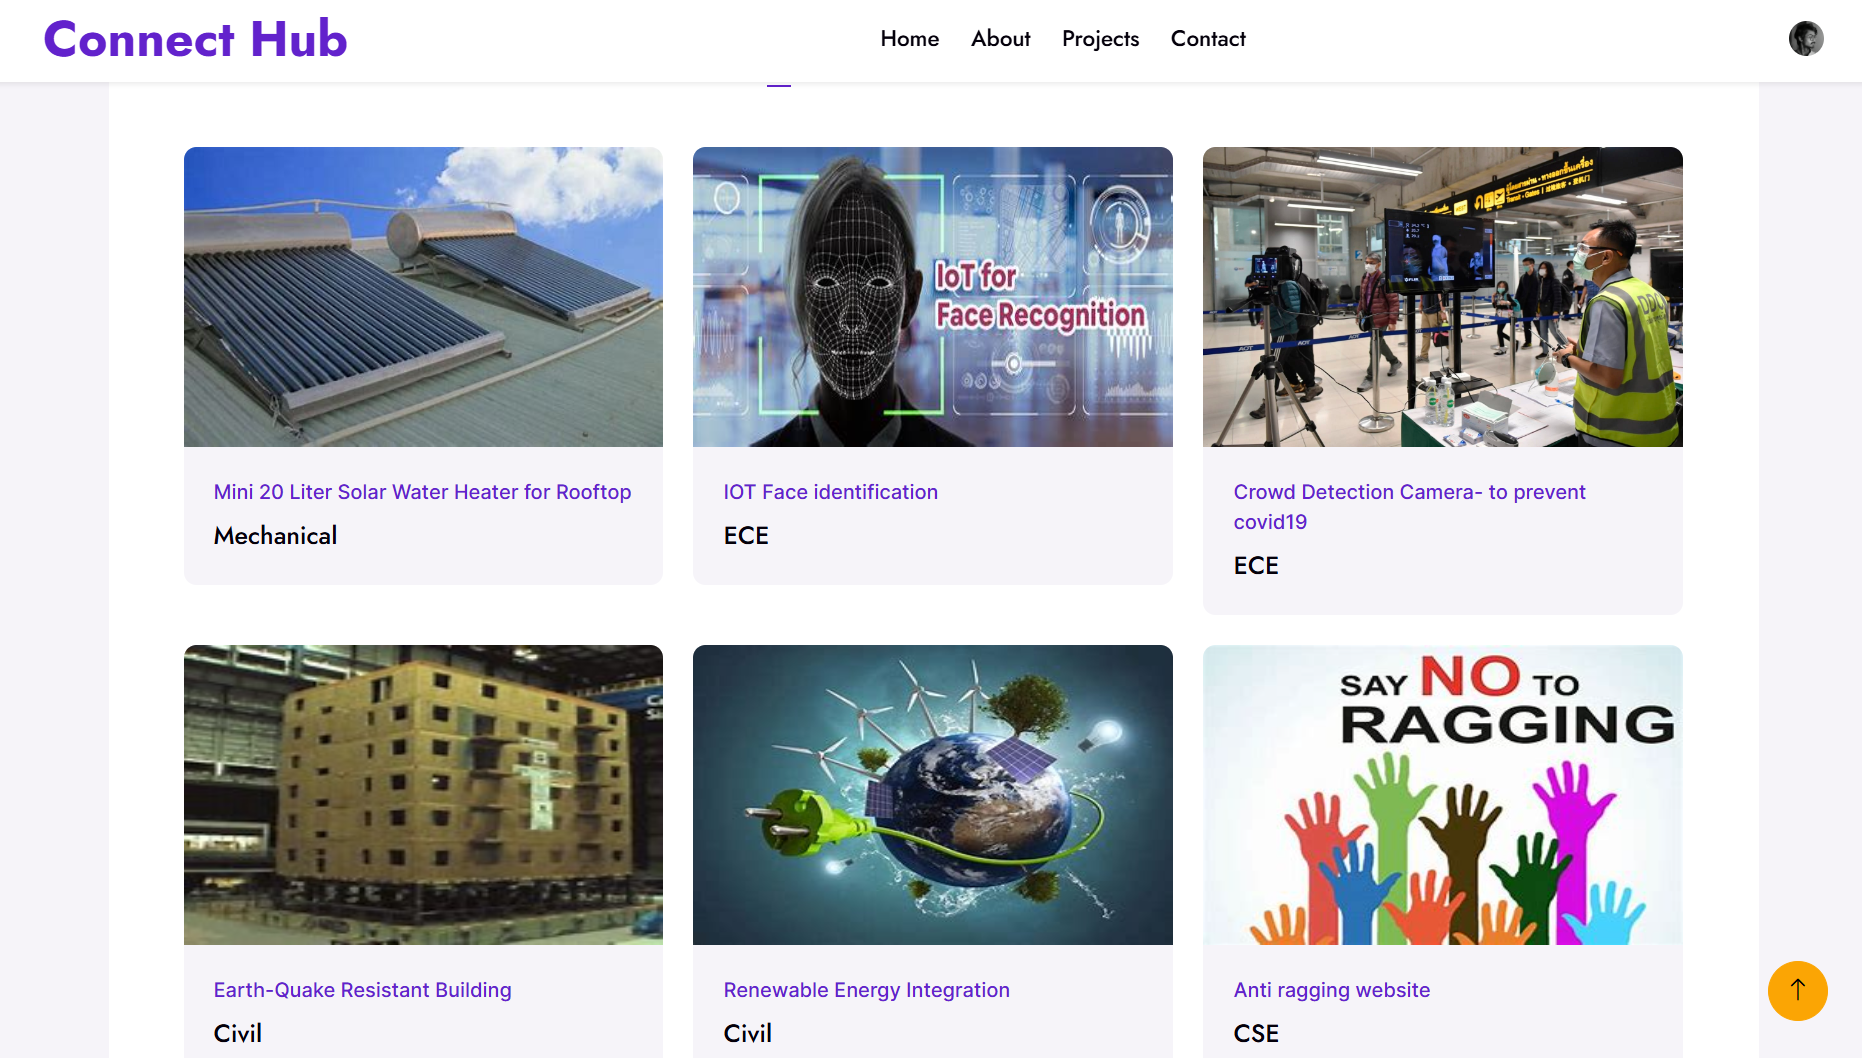 Connect Hub
Home About Projects Contact
IoT for
Face Recognition
Mini 20 Liter Solar Water Heater for Rooftop
Mechanical
IOT Face identification
ECE
Crowd Detection Camera- to prevent
covid19
ECE
SAY NO TO
RAGGING
Earth-Quake Resistant Building
Civil
Renewable Energy Integration
Civil
Anti ragging website
CSE